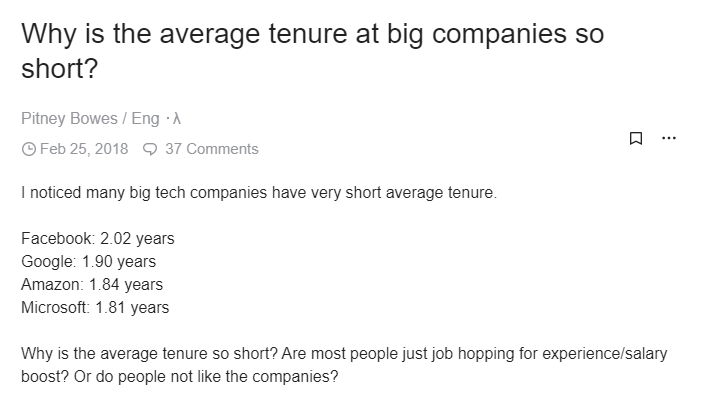 Why is the average tenure at big companies so
short?
Pitney Bowes / Eng · λ
Feb 25, 2018 37 Comments
I noticed many big tech companies have very short average tenure.
Facebook: 2.02 years
Google: 1.90 years
Amazon: 1.84 years
Microsoft: 1.81 years
Why is the average tenure so short? Are most people just job hopping for experience/salary
boost? Or do people not like the companies?